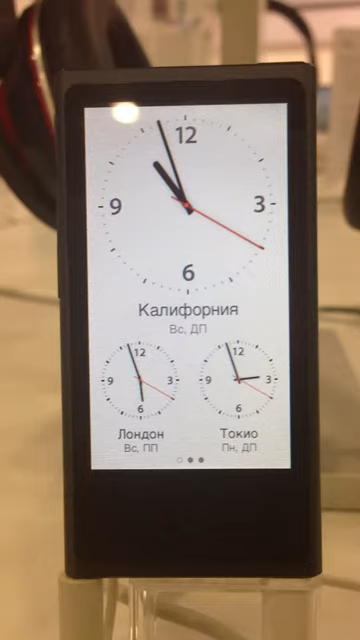 12
9
3
6
Калифорния
Вс, ДП
12
9
3
6
12
9
3
6
Лондон
Токио
Вс, ПП
Пн, ДП